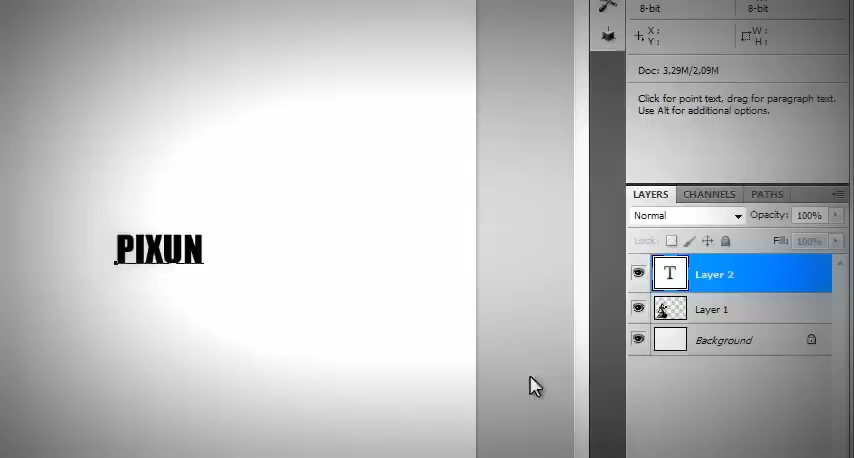 PIXUN
8-bit
8-bit
X:
Y:
W:
H:
Doc: 3,29M/2,09M
Click for point text, drag for paragraph text.
Use Alt for additional options.
LAYERS CHANNELS PATHS
Normal Opacity: 100%
Lock: Fill: 100%
T Layer 2
Layer 1
Background